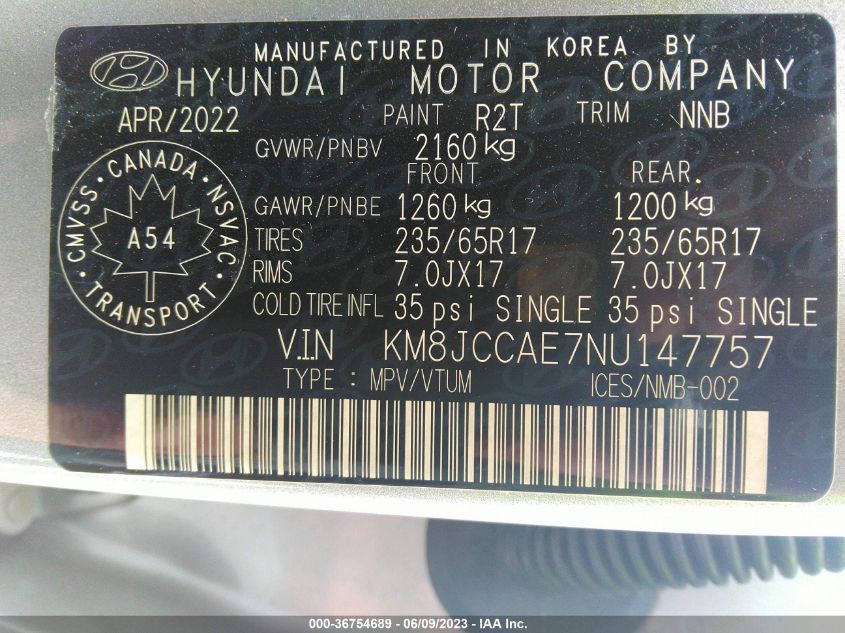 MANUFACTURED IN KOREA BY
HYUNDAI MOTOR COMPANY
APR/2022 PAINT R2T TRIM NNB
GVWR/PNBV 2160 kg
FRONT REAR.
GAWR/PNBE 1260 kg 1200 kg
TIRES 235/65R17 235/65R17
RIMS 7.0JX17 7.0JX17
COLD TIRE INFL 35 psi SINGLE 35 psi SINGLE
V.I.N KM8JCCAE7NU147757
TYPE : MPV/VTUM ICES/NMB-002
CMVSS • CANADA • NSVAC • TRANSPORT •
A54
000-36754689 - 06/09/2023 - IAA Inc.